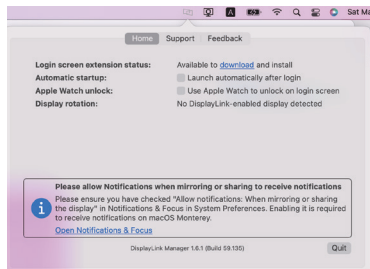 A Sat Ma
Home Support Feedback
Login screen extension status: Available to download and install
Automatic startup: Launch automatically after login
Apple Watch unlock: Use Apple Watch to unlock on login screen
Display rotation: No DisplayLink-enabled display detected
Please allow Notifications when mirroring or sharing to receive notifications
Please ensure you have checked "Allow notifications: When mirroring or sharing
the display" in Notifications & Focus in System Preferences. Enabling it is required
to receive notifications on macOS Monterey.
Open Notifications & Focus
DisplayLink Manager 1.6.1 (Build 59.135) Quit